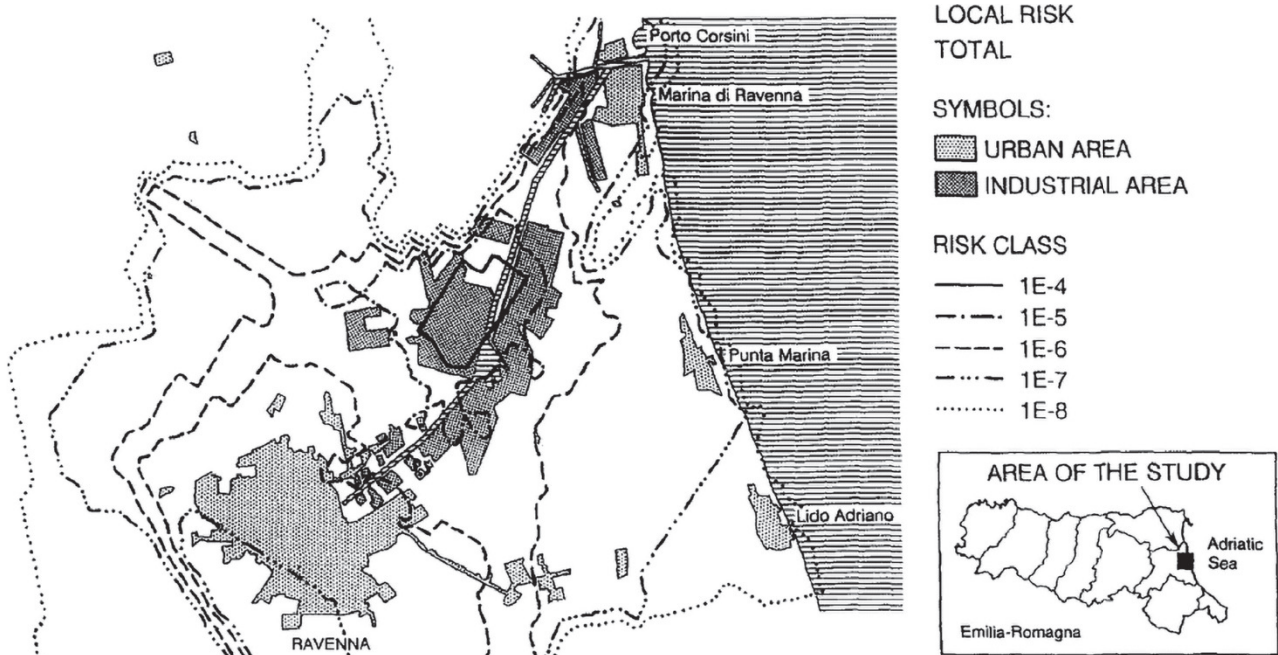 Porto Corsini
Marina di Ravenna
Punta Marina
Lido Adriano
RAVENNA
LOCAL RISK
TOTAL
SYMBOLS:
URBAN AREA
INDUSTRIAL AREA
RISK CLASS
1E-4
1E-5
1E-6
1E-7
1E-8
AREA OF THE STUDY
Adriatic
Sea
Emilia-Romagna